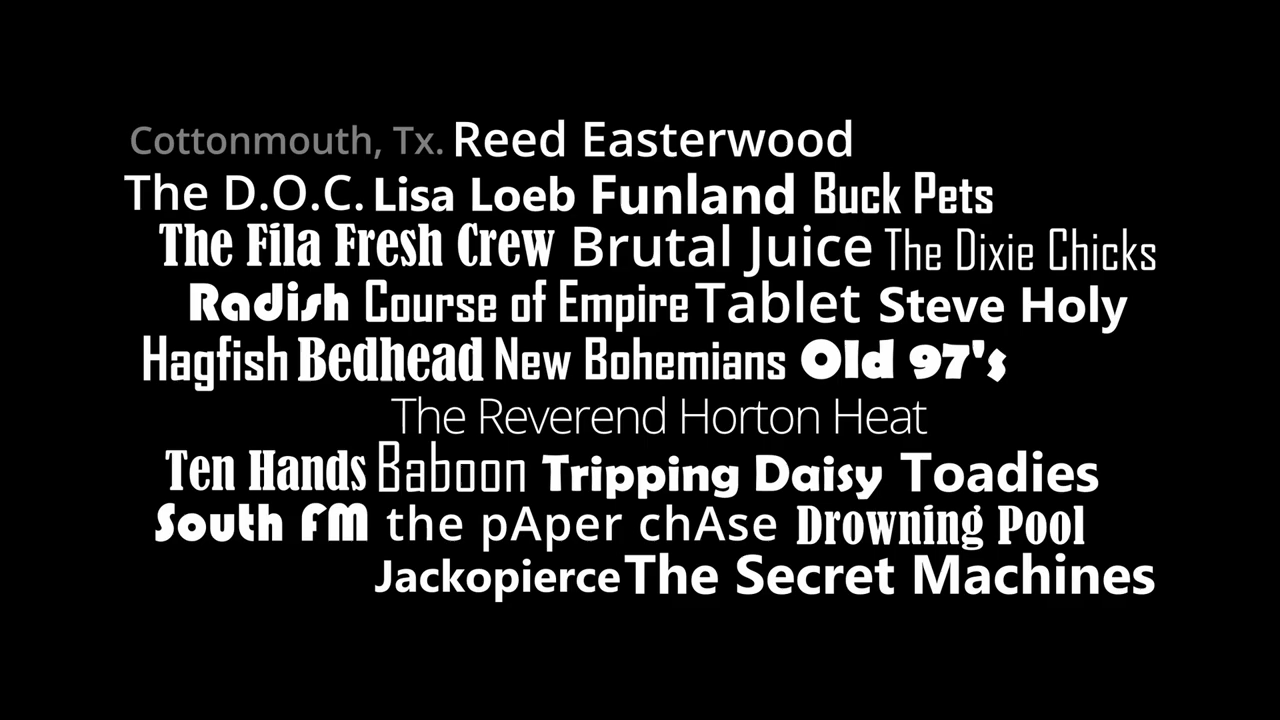 Cottonmouth, Tx. Reed Easterwood
The D.O.C. Lisa Loeb Funland Buck Pets
The Fila Fresh Crew Brutal Juice The Dixie Chicks
Radish Course of Empire Tablet Steve Holy
Hagfish Bedhead New Bohemians Old 97's
The Reverend Horton Heat
Ten Hands Baboon Tripping Daisy Toadies
South FM the pAper chAse Drowning Pool
Jackopierce The Secret Machines